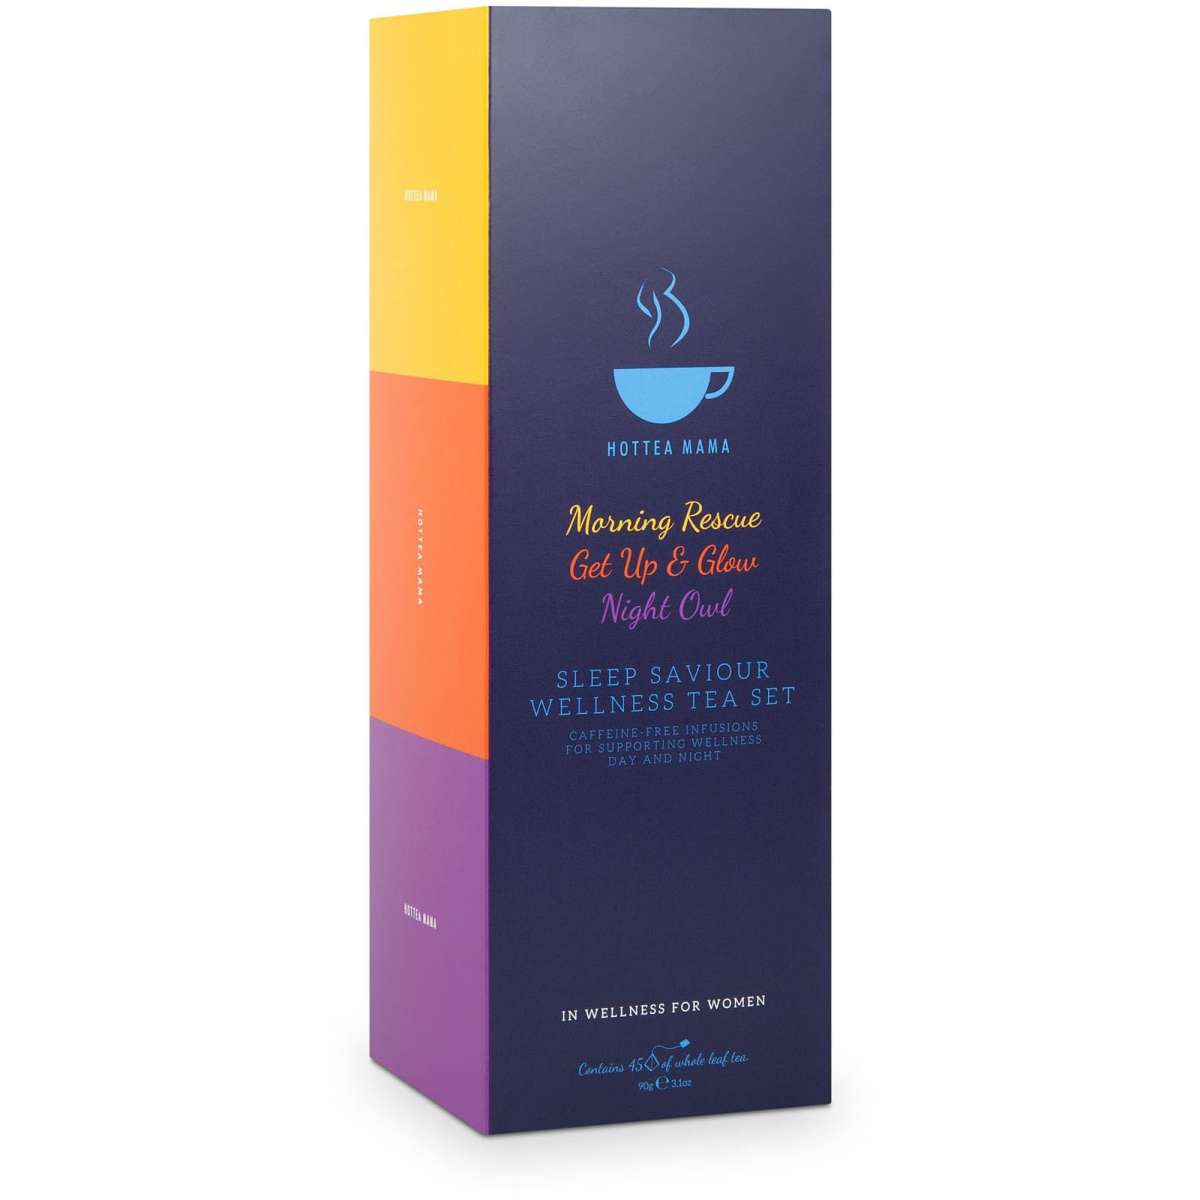 HOTTEA MAMA
HOTTEA MAMA
HOTTEA MAMA
HOTTEA MAMA
Morning Rescue
Get Up & Glow
Night Owl
SLEEP SAVIOUR
WELLNESS TEA SET
CAFFEINE-FREE INFUSIONS
FOR SUPPORTING WELLNESS
DAY AND NIGHT
IN WELLNESS FOR WOMEN
Contains 45 of whole leaf tea
90g ℮ 3.1oz